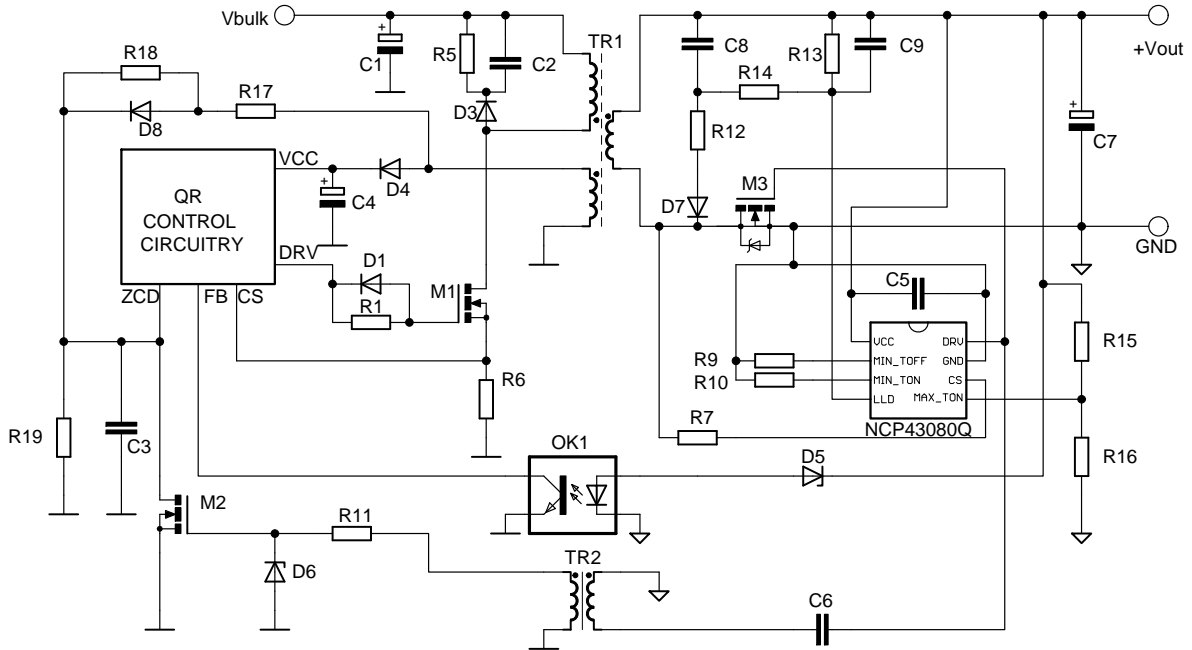 Vbulk
+Vout
R18
R5
C2
C1
TR1
C8
R13
C9
R14
R17
D8
D3
R12
C7
VCC
D4
C4
+
+
+
QR
CONTROL
CIRCUITRY
M3
D7
GND
DRV
D1
M1
R1
ZCD
FB
CS
C5
VCC
DRV
MIN_TOFF
GND
MIN_TON
CS
LLD
MAX_TON
NCP43080Q
R9
R10
R15
R6
R7
R19
C3
OK1
D5
R16
M2
R11
D6
TR2
C6